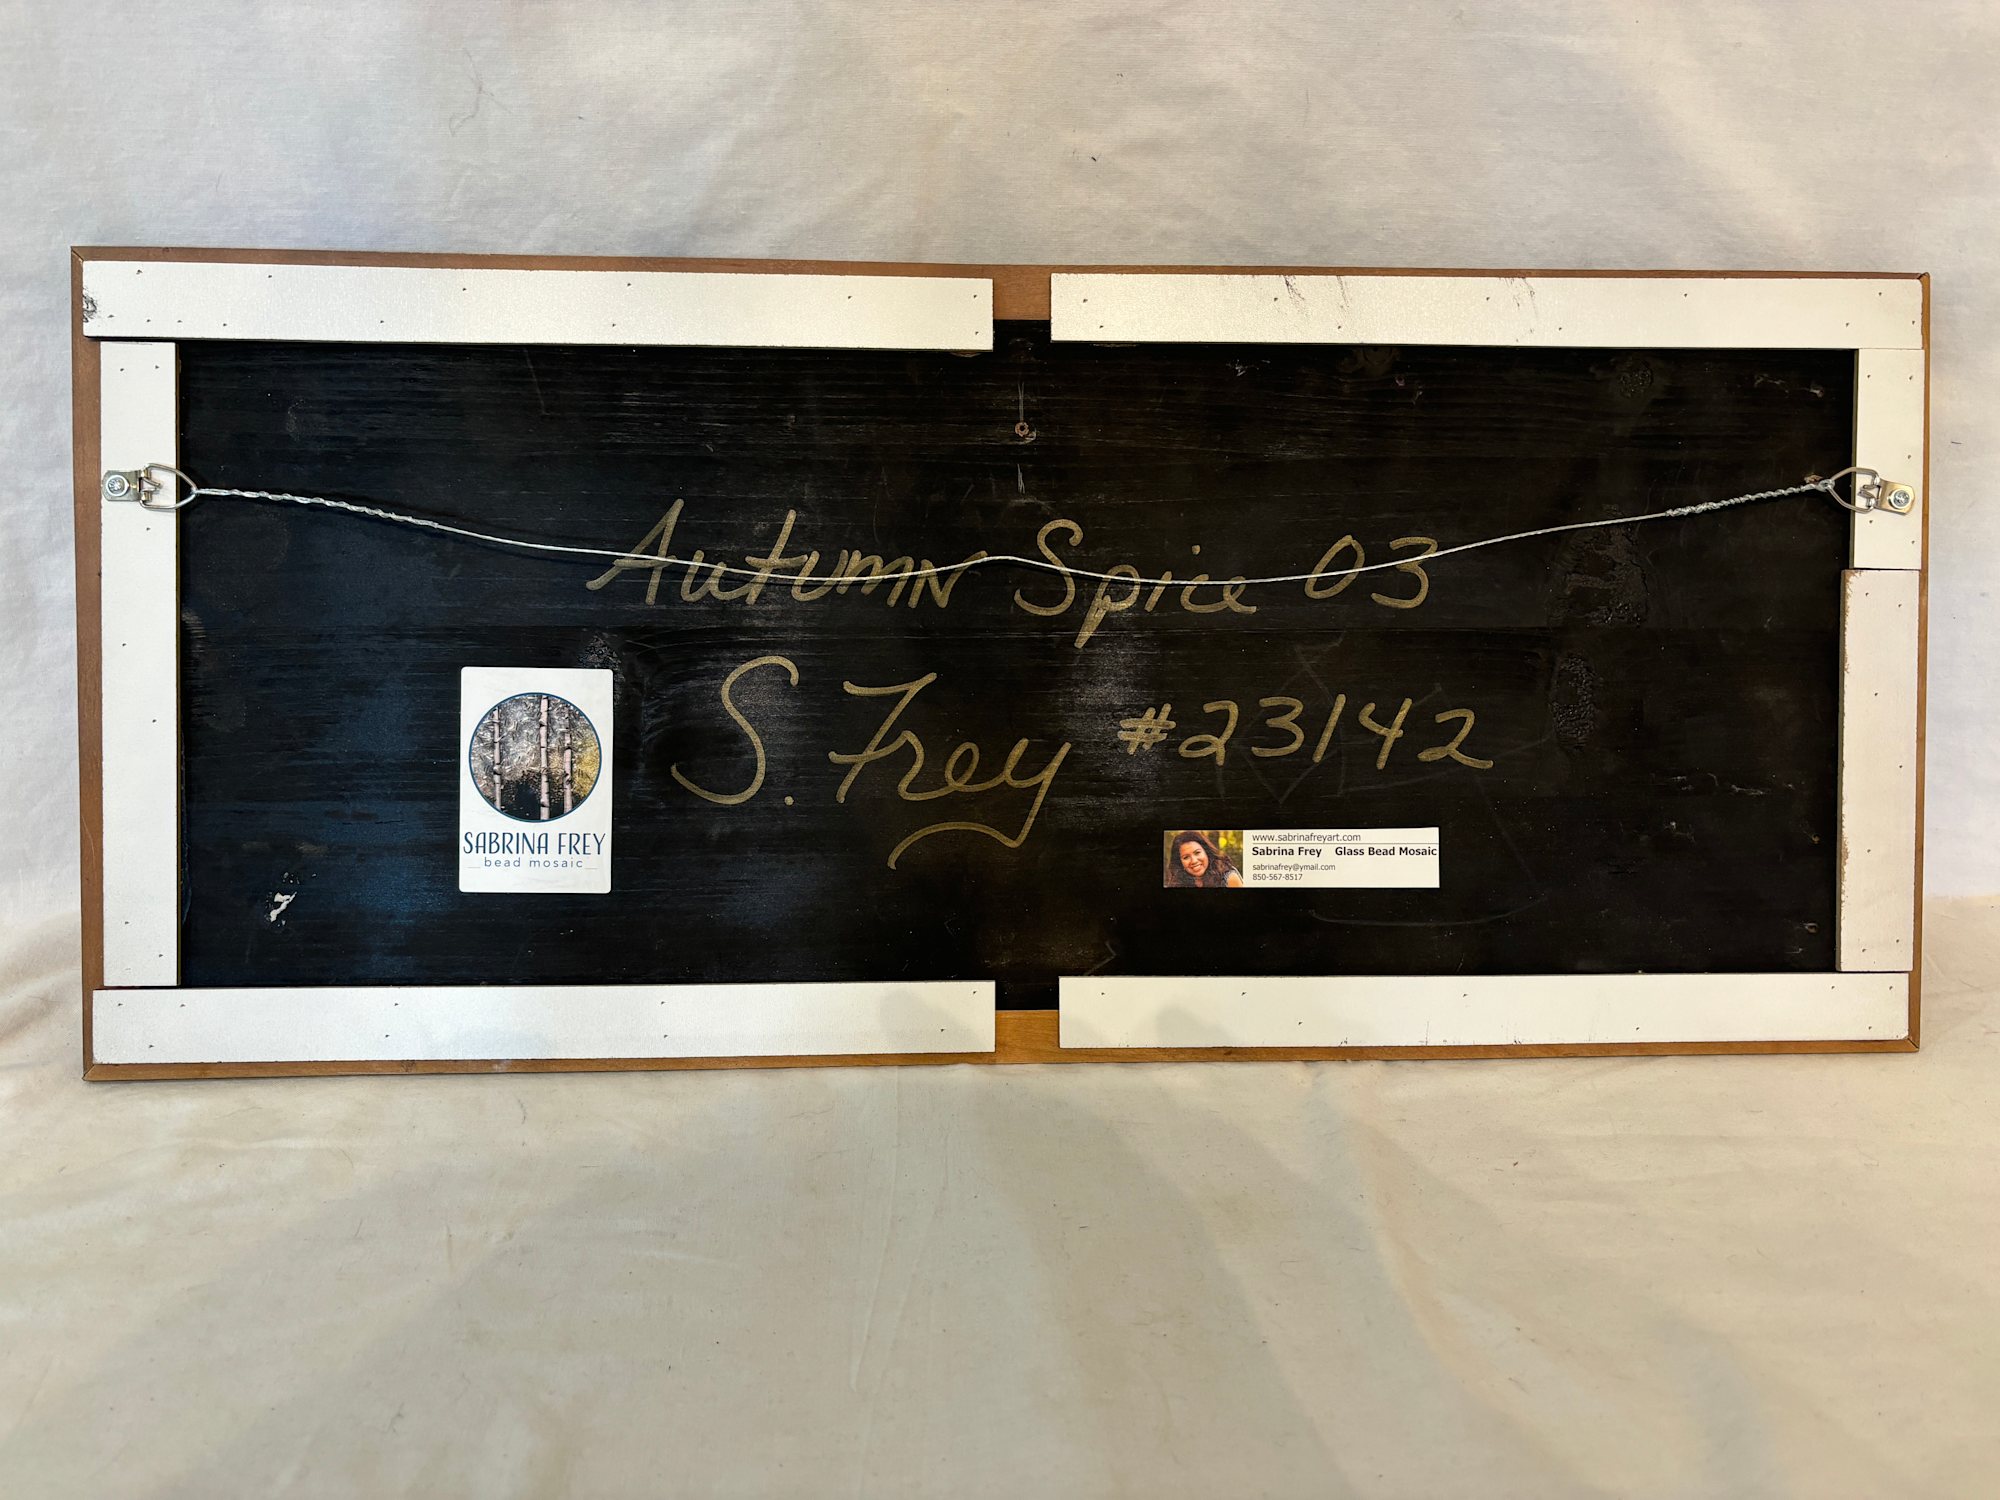 Autumn Spice 03
S. Frey #23142
SABRINA FREY
bead mosaic
www.sabrinafreyart.com
Sabrina Frey Glass Bead Mosaic
sabrinafrey@ymail.com
850-567-8517